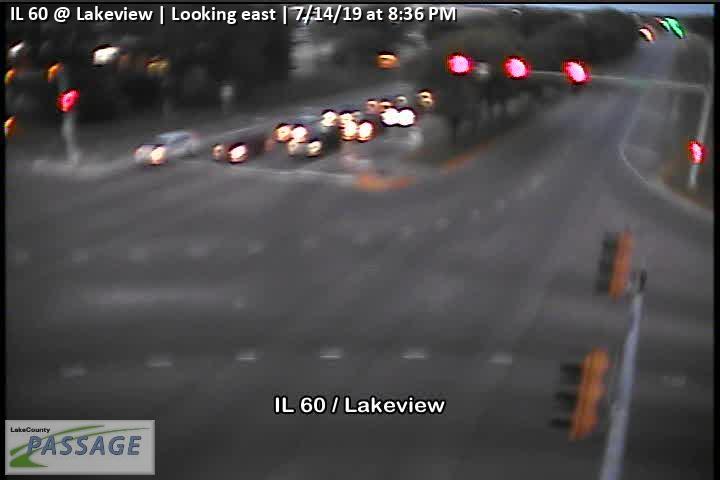 IL 60 @ Lakeview | Looking east | 7/14/19 at 8:36 PM
IL 60 / Lakeview
LakeCounty
PASSAGE